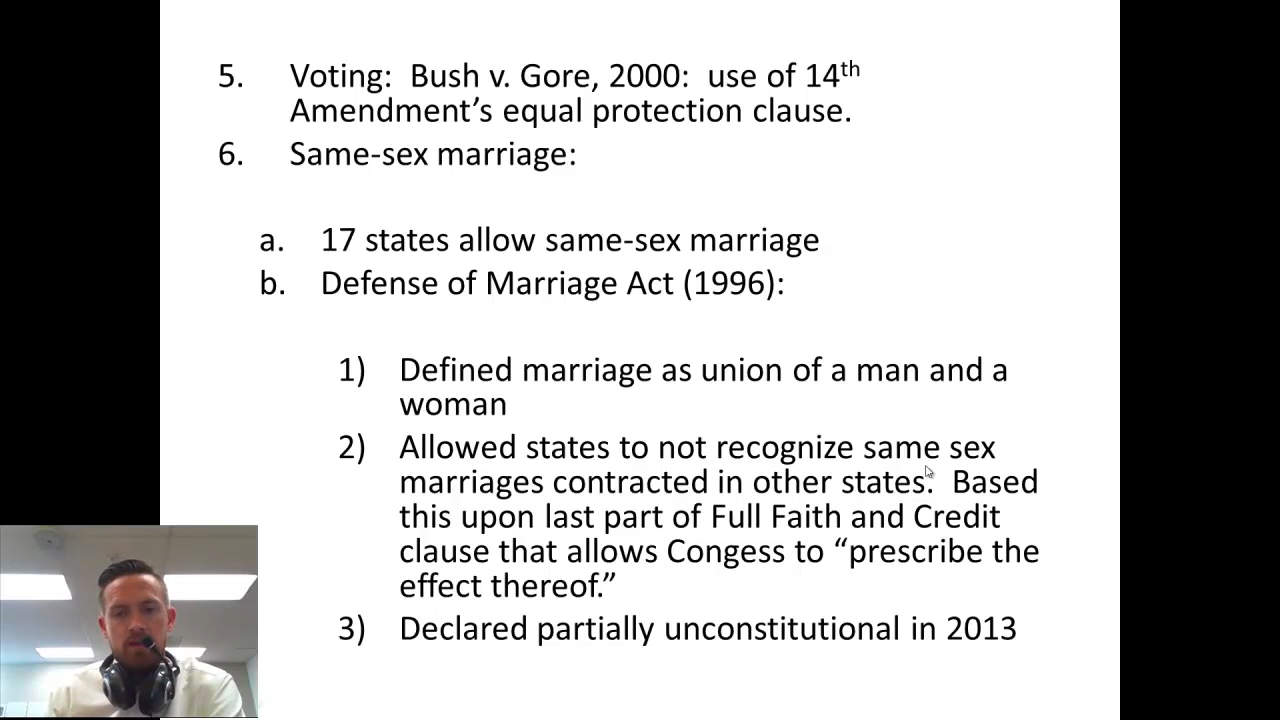 5. Voting: Bush v. Gore, 2000: use of 14th
Amendment’s equal protection clause.
6. Same-sex marriage:
a. 17 states allow same-sex marriage
b. Defense of Marriage Act (1996):
1) Defined marriage as union of a man and a
woman
2) Allowed states to not recognize same sex
marriages contracted in other states. Based
this upon last part of Full Faith and Credit
clause that allows Congess to “prescribe the
effect thereof.”
3) Declared partially unconstitutional in 2013